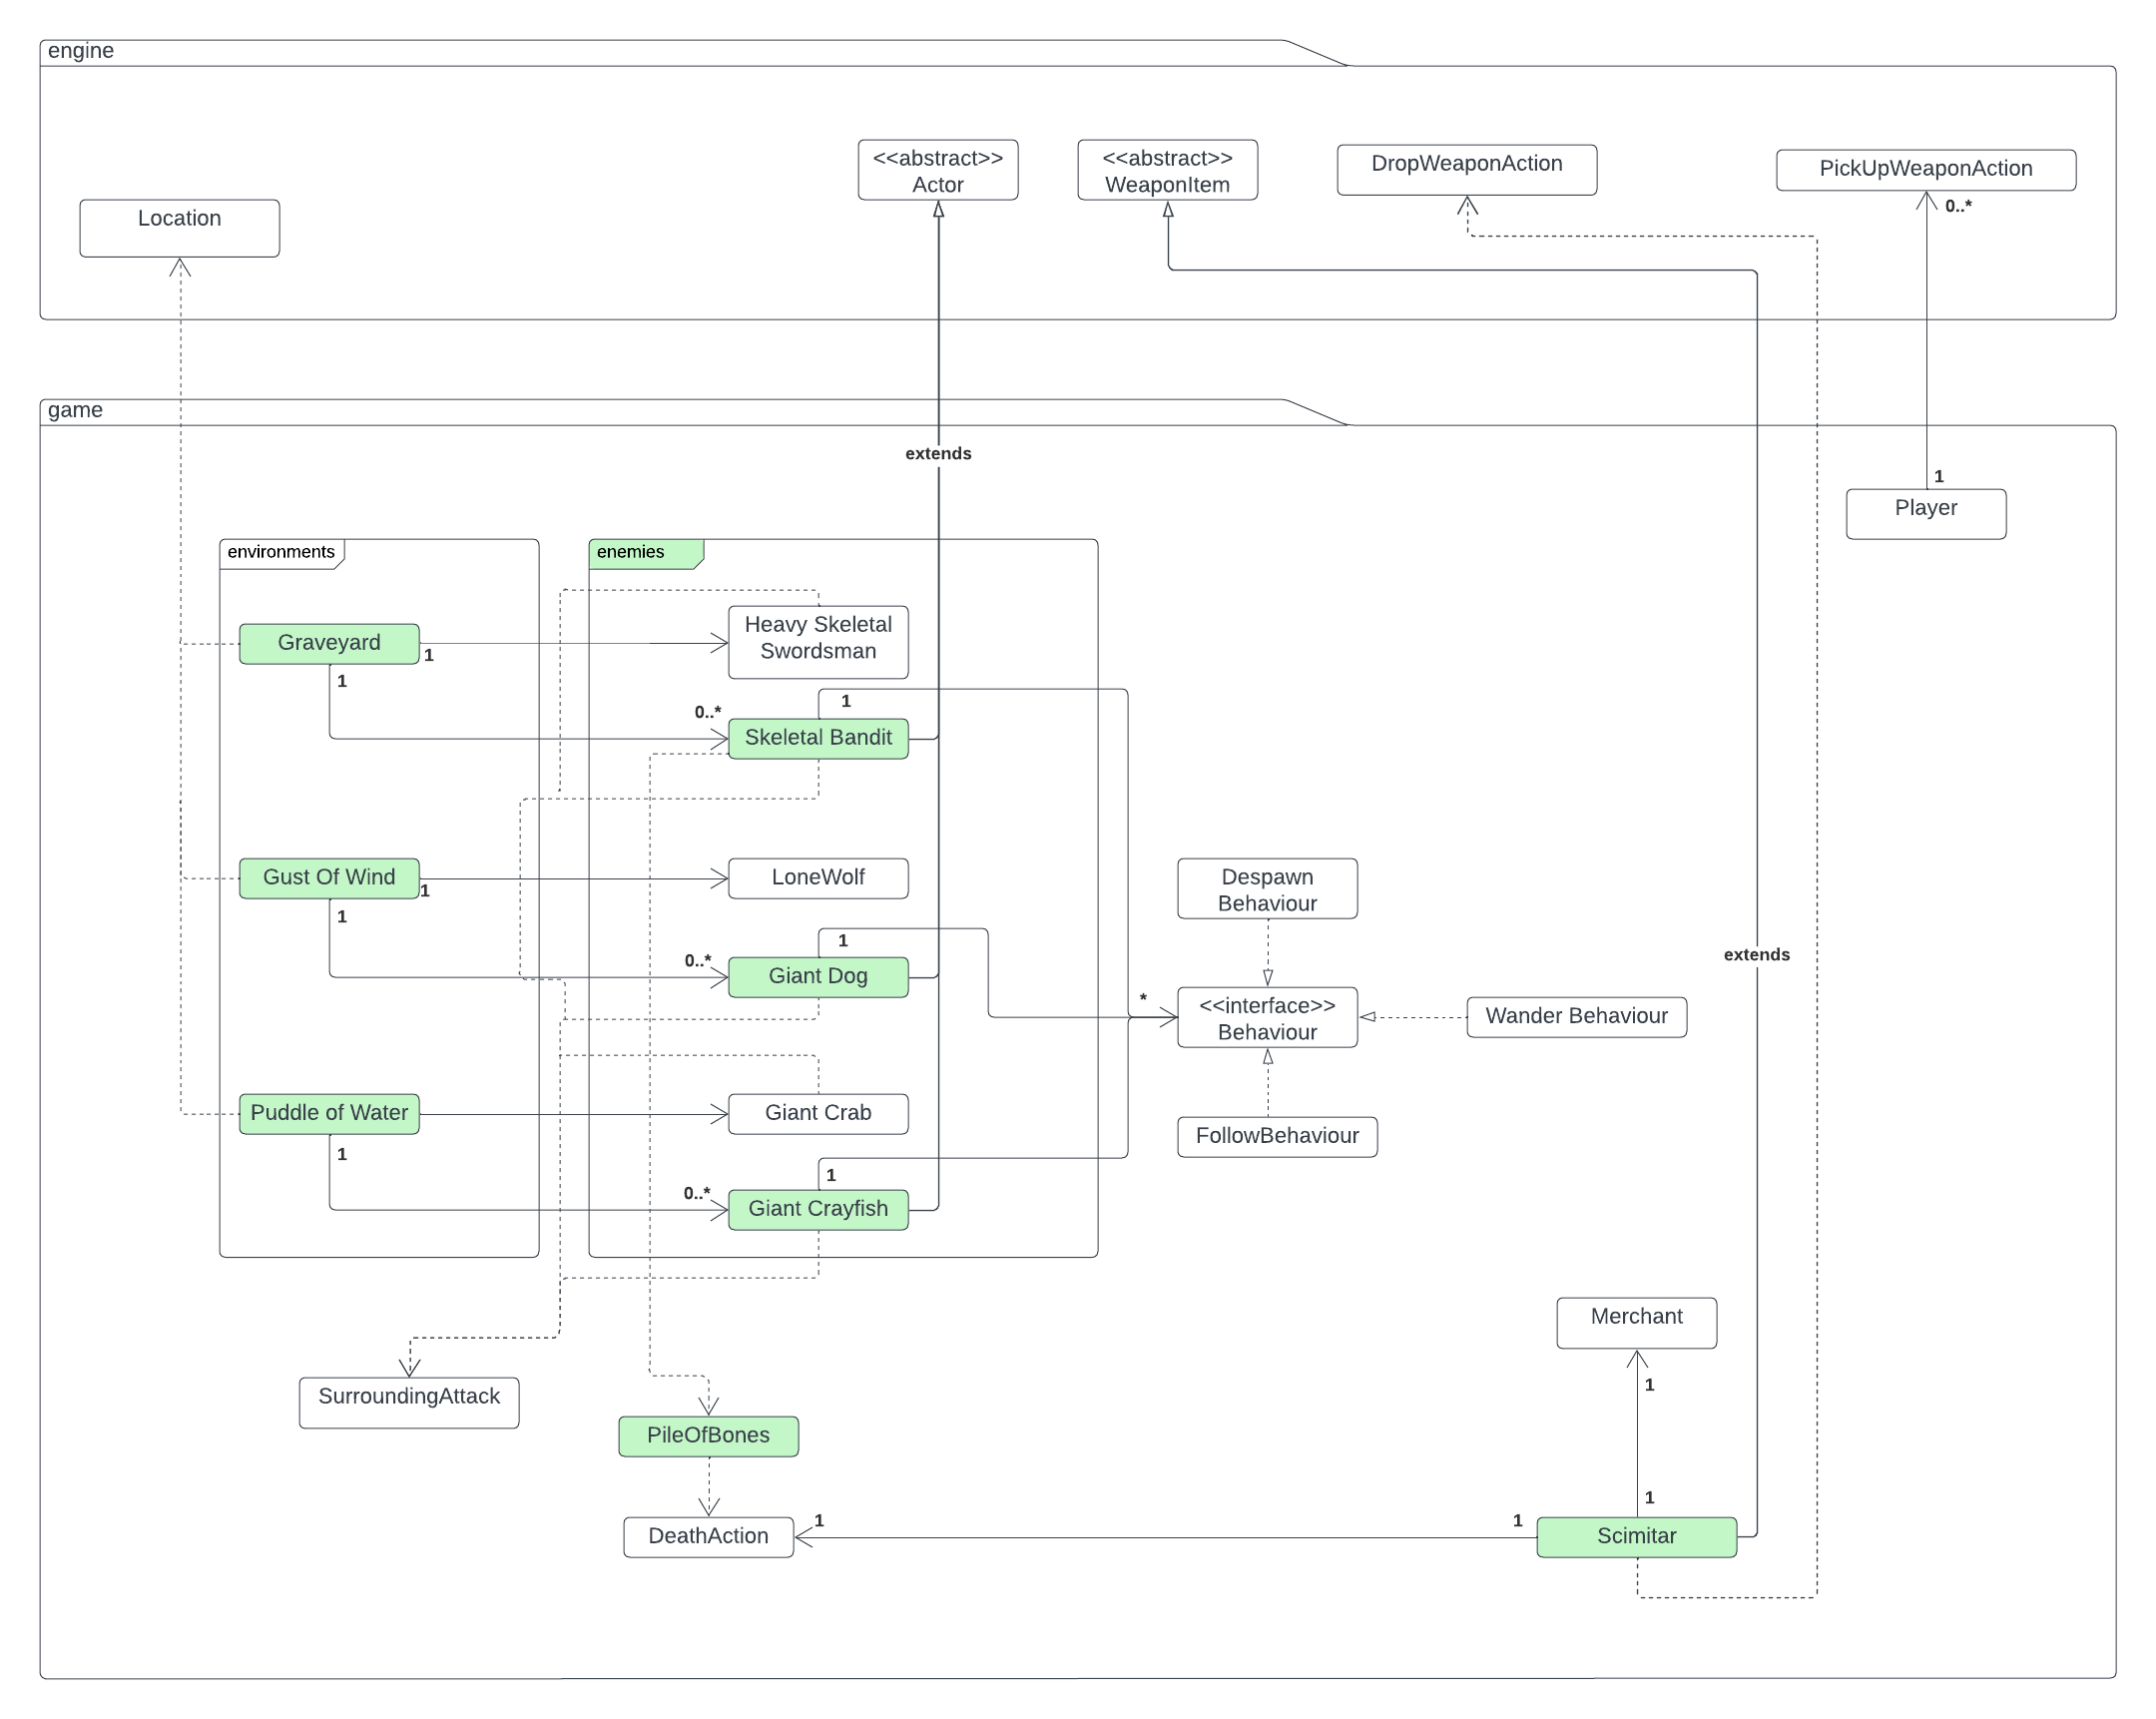 engine
<<abstract>>
Actor
<<abstract>>
WeaponItem
DropWeaponAction
PickUpWeaponAction
0..*
Location
game
extends
1
Player
environments
enemies
Graveyard
1
1
Heavy Skeletal
Swordsman
1
0..*
Skeletal Bandit
Gust Of Wind
1
1
LoneWolf
Despawn
Behaviour
1
0..*
Giant Dog
*
<<interface>>
Behaviour
Wander Behaviour
extends
Puddle of Water
1
Giant Crab
FollowBehaviour
1
0..*
Giant Crayfish
Merchant
1
SurroundingAttack
PileOfBones
1
DeathAction
1
1
Scimitar